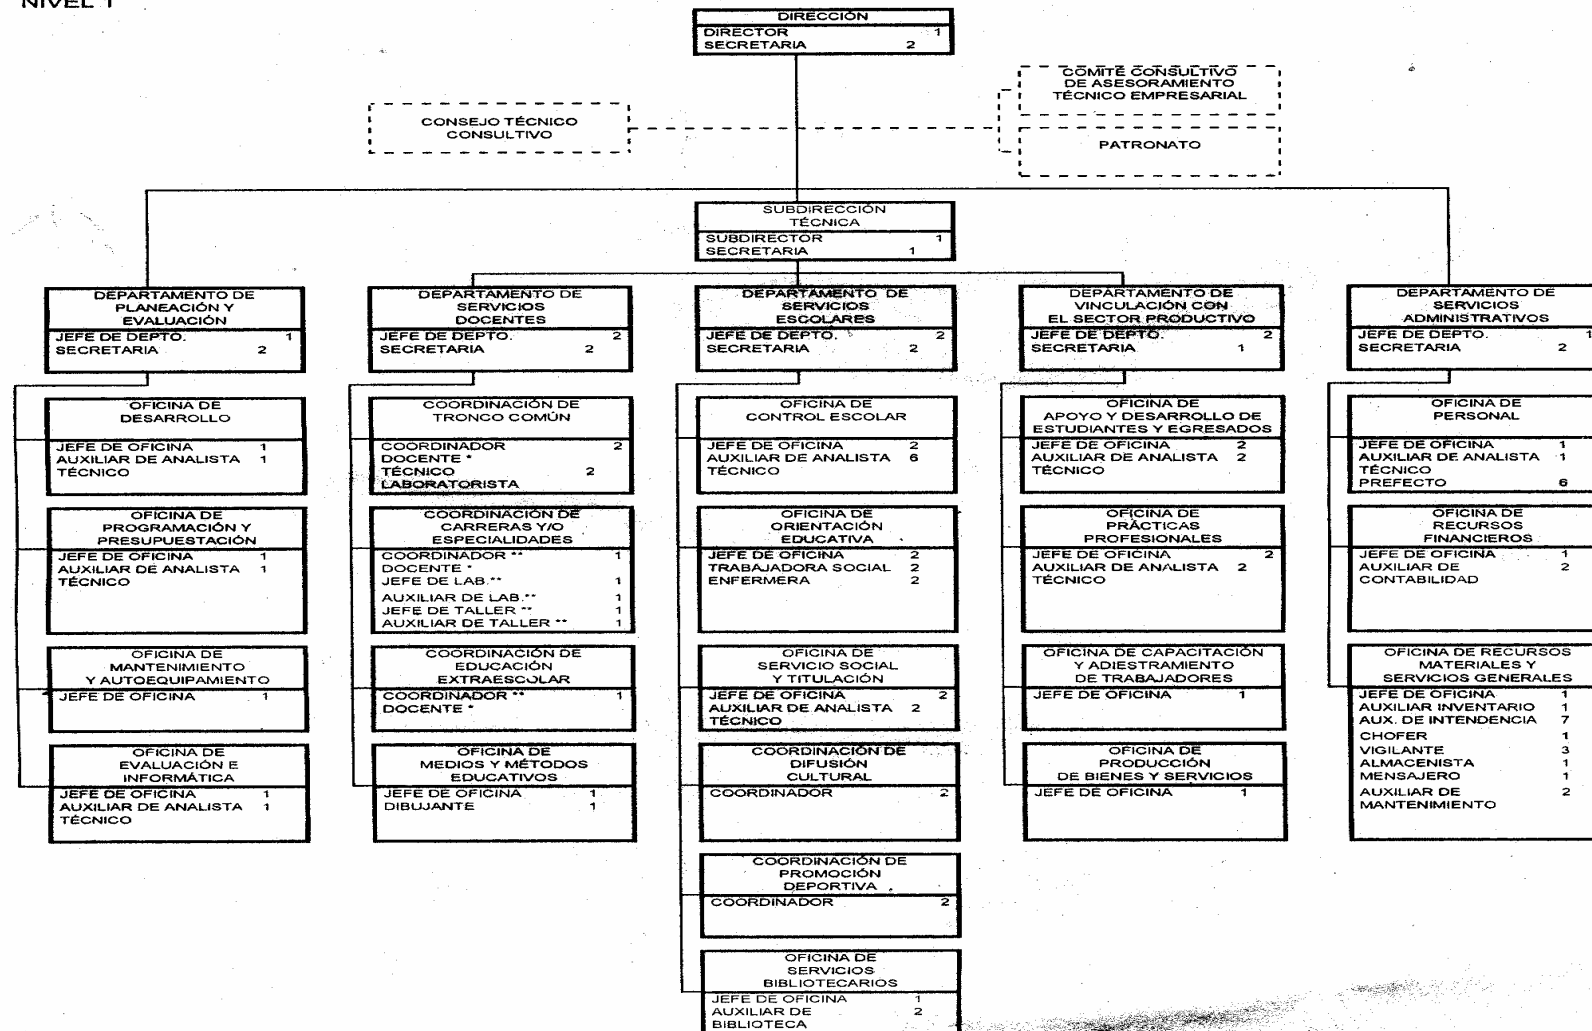 NIVEL 1
DIRECCIÓN
DIRECTOR 1
SECRETARIA 2
COMITÉ CONSULTIVO
DE ASESORAMIENTO
TÉCNICO EMPRESARIAL
CONSEJO TÉCNICO
CONSULTIVO
PATRONATO
SUBDIRECCIÓN
TÉCNICA
SUBDIRECTOR 1
SECRETARIA 1
DEPARTAMENTO DE
PLANEACIÓN Y
EVALUACIÓN
JEFE DE DEPTO. 1
SECRETARIA 2
OFICINA DE
DESARROLLO
JEFE DE OFICINA 1
AUXILIAR DE ANALISTA 1
TÉCNICO
OFICINA DE
PROGRAMACIÓN Y
PRESUPUESTACIÓN
JEFE DE OFICINA 1
AUXILIAR DE ANALISTA 1
TÉCNICO
OFICINA DE
MANTENIMIENTO
Y AUTOEQUIPAMIENTO
JEFE DE OFICINA 1
OFICINA DE
EVALUACIÓN E
INFORMÁTICA
JEFE DE OFICINA 1
AUXILIAR DE ANALISTA 1
TÉCNICO
DEPARTAMENTO DE
SERVICIOS
DOCENTES
JEFE DE DEPTO. 2
SECRETARIA 2
COORDINACIÓN DE
TRONCO COMÚN
COORDINADOR 2
DOCENTE *
TÉCNICO 2
LABORATORISTA
COORDINACIÓN DE
CARRERAS Y/O
ESPECIALIDADES
COORDINADOR ** 1
DOCENTE *
JEFE DE LAB.** 1
AUXILIAR DE LAB.** 1
JEFE DE TALLER ** 1
AUXILIAR DE TALLER ** 1
COORDINACIÓN DE
EDUCACIÓN
EXTRAESCOLAR
COORDINADOR ** 1
DOCENTE *
OFICINA DE
MEDIOS Y MÉTODOS
EDUCATIVOS
JEFE DE OFICINA 1
DIBUJANTE 1
DEPARTAMENTO DE
SERVICIOS
ESCOLARES
JEFE DE DEPTO. 2
SECRETARIA 2
OFICINA DE
CONTROL ESCOLAR
JEFE DE OFICINA 2
AUXILIAR DE ANALISTA 6
TÉCNICO
OFICINA DE
ORIENTACIÓN
EDUCATIVA
JEFE DE OFICINA 2
TRABAJADORA SOCIAL 2
ENFERMERA 2
OFICINA DE
SERVICIO SOCIAL
Y TITULACIÓN
JEFE DE OFICINA 2
AUXILIAR DE ANALISTA 2
TÉCNICO
COORDINACIÓN DE
DIFUSIÓN
CULTURAL
COORDINADOR 2
COORDINACIÓN DE
PROMOCIÓN
DEPORTIVA
COORDINADOR 2
OFICINA DE
SERVICIOS
BIBLIOTECARIOS
JEFE DE OFICINA 1
AUXILIAR DE 2
BIBLIOTECA
DEPARTAMENTO DE
VINCULACIÓN CON
EL SECTOR PRODUCTIVO
JEFE DE DEPTO. 2
SECRETARIA 1
OFICINA DE
APOYO Y DESARROLLO DE
ESTUDIANTES Y EGRESADOS
JEFE DE OFICINA 2
AUXILIAR DE ANALISTA 2
TÉCNICO
OFICINA DE
PRÁCTICAS
PROFESIONALES
JEFE DE OFICINA 2
AUXILIAR DE ANALISTA 2
TÉCNICO
OFICINA DE CAPACITACIÓN
Y ADIESTRAMIENTO
DE TRABAJADORES
JEFE DE OFICINA 1
OFICINA DE
PRODUCCIÓN
DE BIENES Y SERVICIOS
JEFE DE OFICINA 1
DEPARTAMENTO DE
SERVICIOS
ADMINISTRATIVOS
JEFE DE DEPTO. 1
SECRETARIA 2
OFICINA DE
PERSONAL
JEFE DE OFICINA 1
AUXILIAR DE ANALISTA 1
TÉCNICO
PREFECTO 6
OFICINA DE
RECURSOS
FINANCIEROS
JEFE DE OFICINA 1
AUXILIAR DE 2
CONTABILIDAD
OFICINA DE RECURSOS
MATERIALES Y
SERVICIOS GENERALES
JEFE DE OFICINA 1
AUXILIAR INVENTARIO 1
AUX. DE INTENDENCIA 7
CHOFER 1
VIGILANTE 3
ALMACENISTA 1
MENSAJERO 1
AUXILIAR DE 2
MANTENIMIENTO